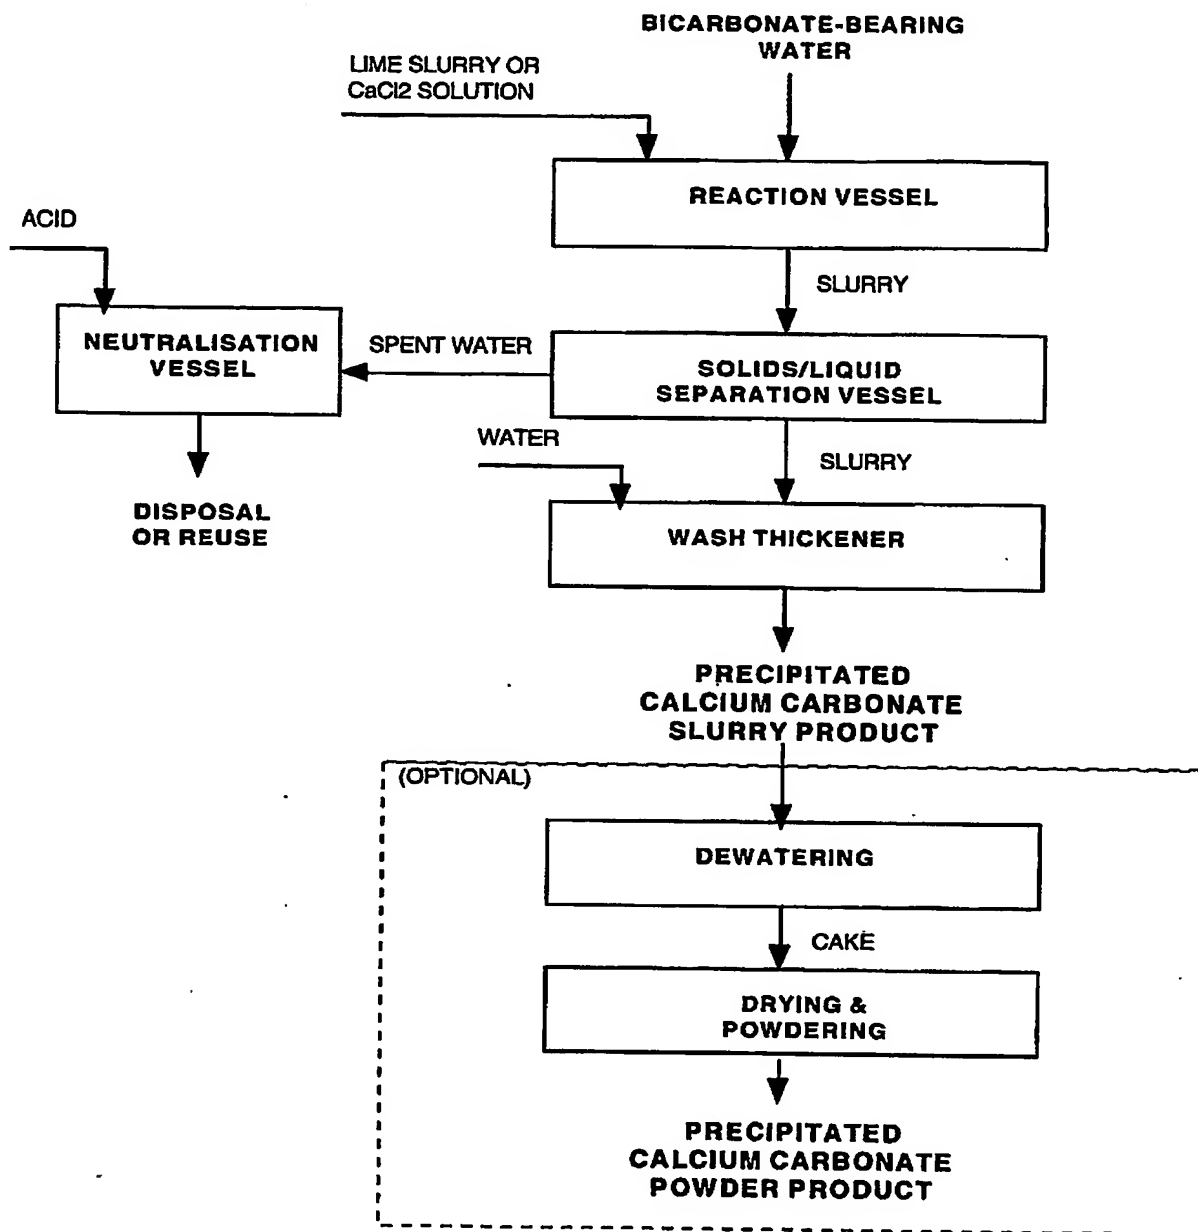 BICARBONATE-BEARING
WATER
LIME SLURRY OR
CaCl2 SOLUTION
REACTION VESSEL
ACID
SLURRY
NEUTRALISATION
VESSEL
SPENT WATER
SOLIDS/LIQUID
SEPARATION VESSEL
WATER
SLURRY
DISPOSAL
OR REUSE
WASH THICKENER
PRECIPITATED
CALCIUM CARBONATE
SLURRY PRODUCT
(OPTIONAL)
DEWATERING
CAKE
DRYING &
POWDERING
PRECIPITATED
CALCIUM CARBONATE
POWDER PRODUCT